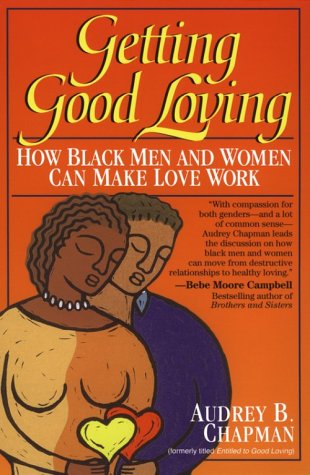 Getting
Good Loving
HOW BLACK MEN AND WOMEN
CAN MAKE LOVE WORK
"With compassion for
both genders—and a lot
of common sense—
Audrey Chapman leads
the discussion on how
black men and women
can move from destructive
relationships to healthy loving."
—Bebe Moore Campbell
Bestselling author of
Brothers and Sisters
AUDREY B.
CHAPMAN
(formerly titled Entitled to Good Loving)